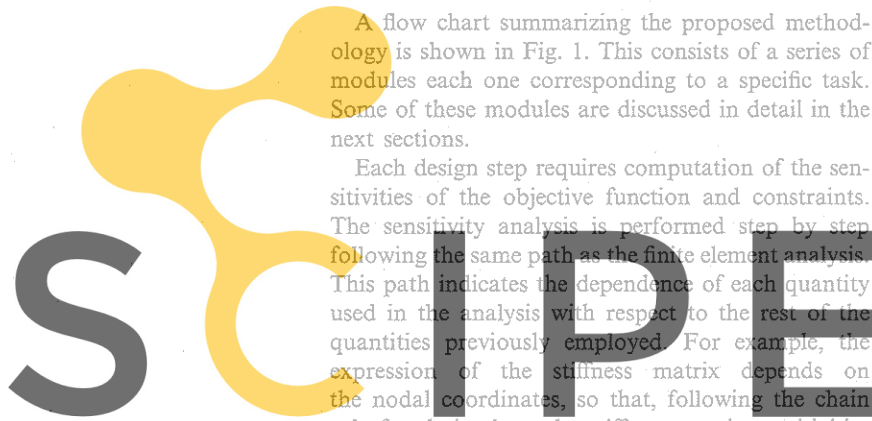 A flow chart summarizing the proposed method-
ology is shown in Fig. 1. This consists of a series of
modules each one corresponding to a specific task.
Some of these modules are discussed in detail in the
next sections.
Each design step requires computation of the sen-
sitivities of the objective function and constraints.
The sensitivity analysis is performed step by step
following the same path as the finite element analysis.
This path indicates the dependence of each quantity
used in the analysis with respect to the rest of the
quantities previously employed. For example, the
expression of the stiffness matrix depends on
the nodal coordinates, so that, following the chain
SCIPE